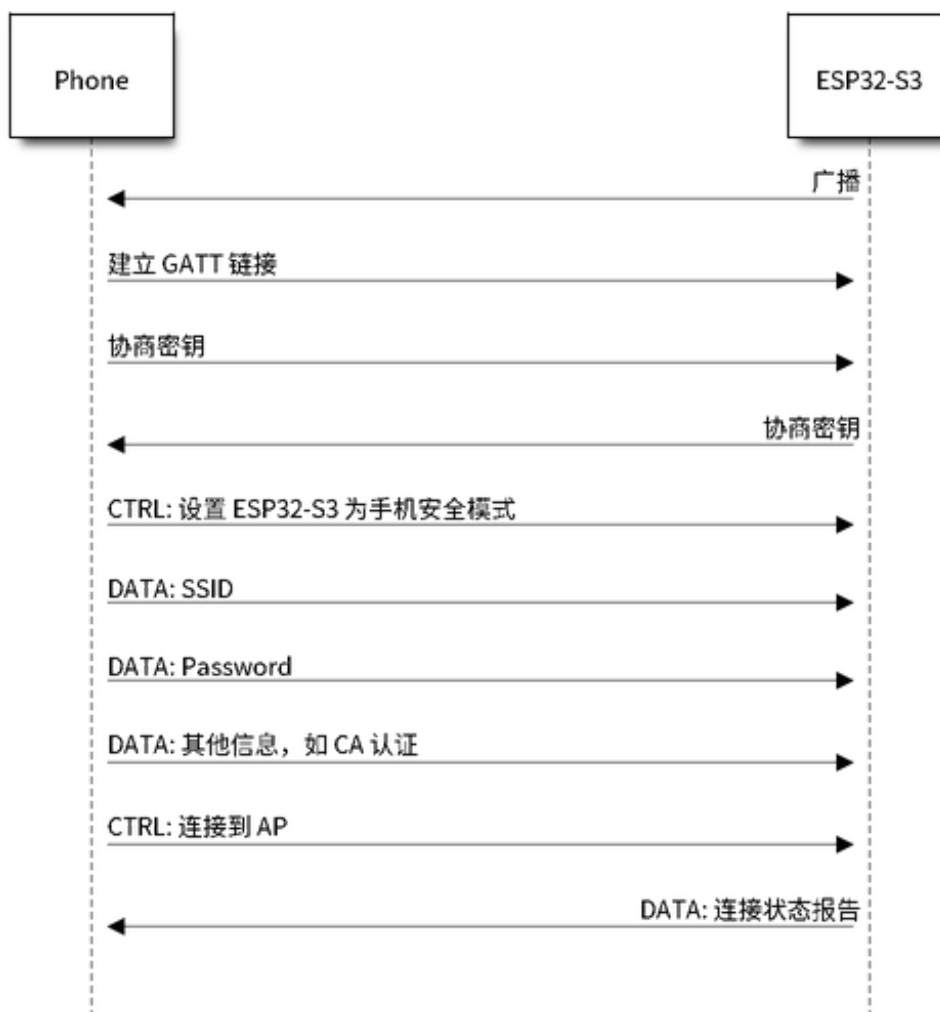 Phone
ESP32-S3
广播
建立 GATT 链接
协商密钥
协商密钥
CTRL: 设置 ESP32-S3 为手机安全模式
DATA: SSID
DATA: Password
DATA: 其他信息，如 CA 认证
CTRL: 连接到 AP
DATA: 连接状态报告